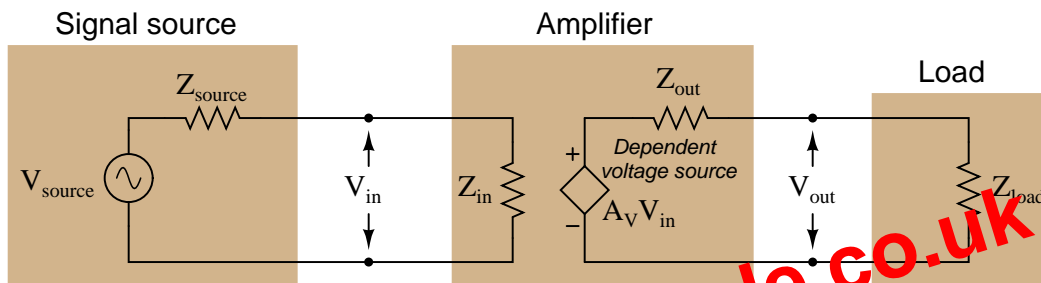 Signal source
Amplifier
Load
Z_source
Z_out
V_source
V_in
Z_in
+
Dependent
voltage source
−
A_V V_in
V_out
Z_load
co.uk